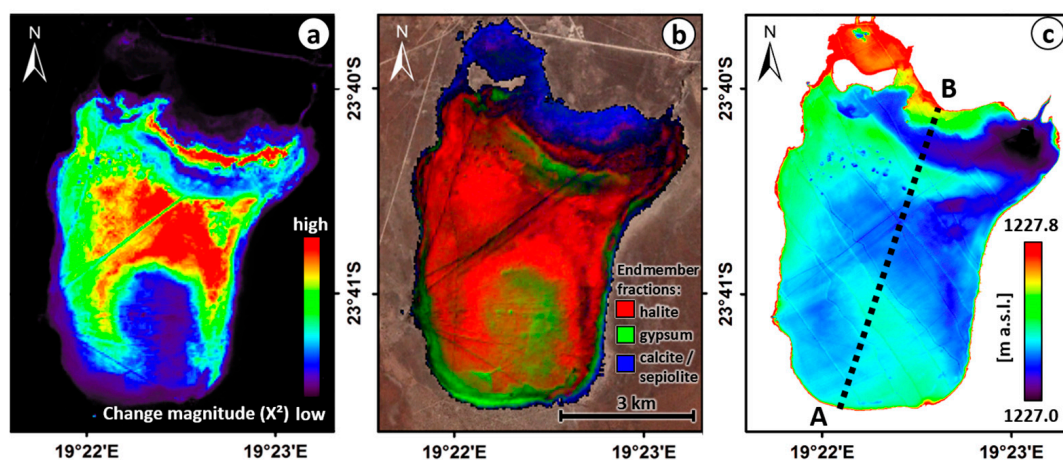 N
a
high
Change magnitude (X²) low
19°22'E
19°23'E
N
b
23°40'S
23°41'S
Endmember
fractions:
halite
gypsum
calcite /
sepiolite
3 km
19°22'E
19°23'E
N
c
B
A
1227.8
[m a.s.l.]
1227.0
23°40'S
23°41'S
19°22'E
19°23'E